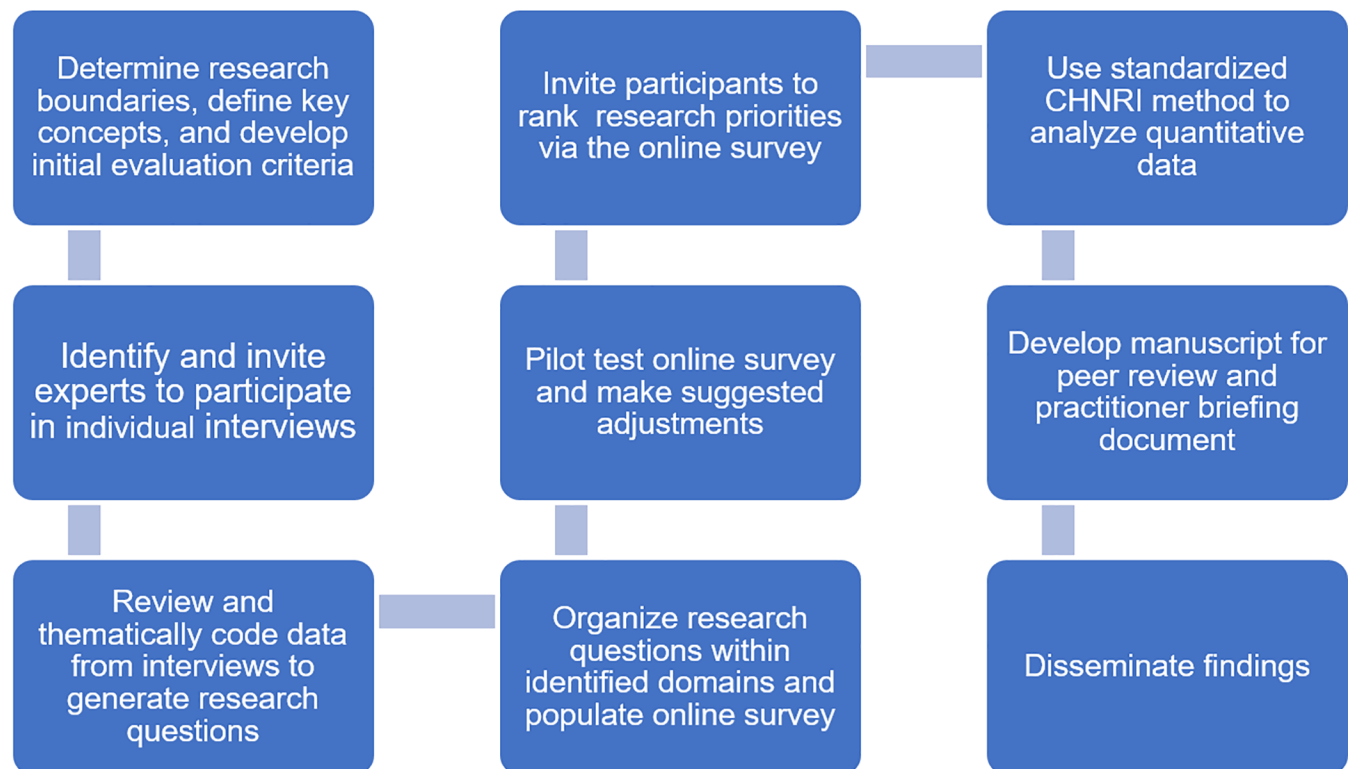 Determine research
boundaries, define key
concepts, and develop
initial evaluation criteria
Identify and invite
experts to participate
in individual interviews
Review and
thematically code data
from interviews to
generate research
questions
Organize research
questions within
identified domains and
populate online survey
Pilot test online survey
and make suggested
adjustments
Invite participants to
rank research priorities
via the online survey
Use standardized
CHNRI method to
analyze quantitative
data
Develop manuscript for
peer review and
practitioner briefing
document
Disseminate findings